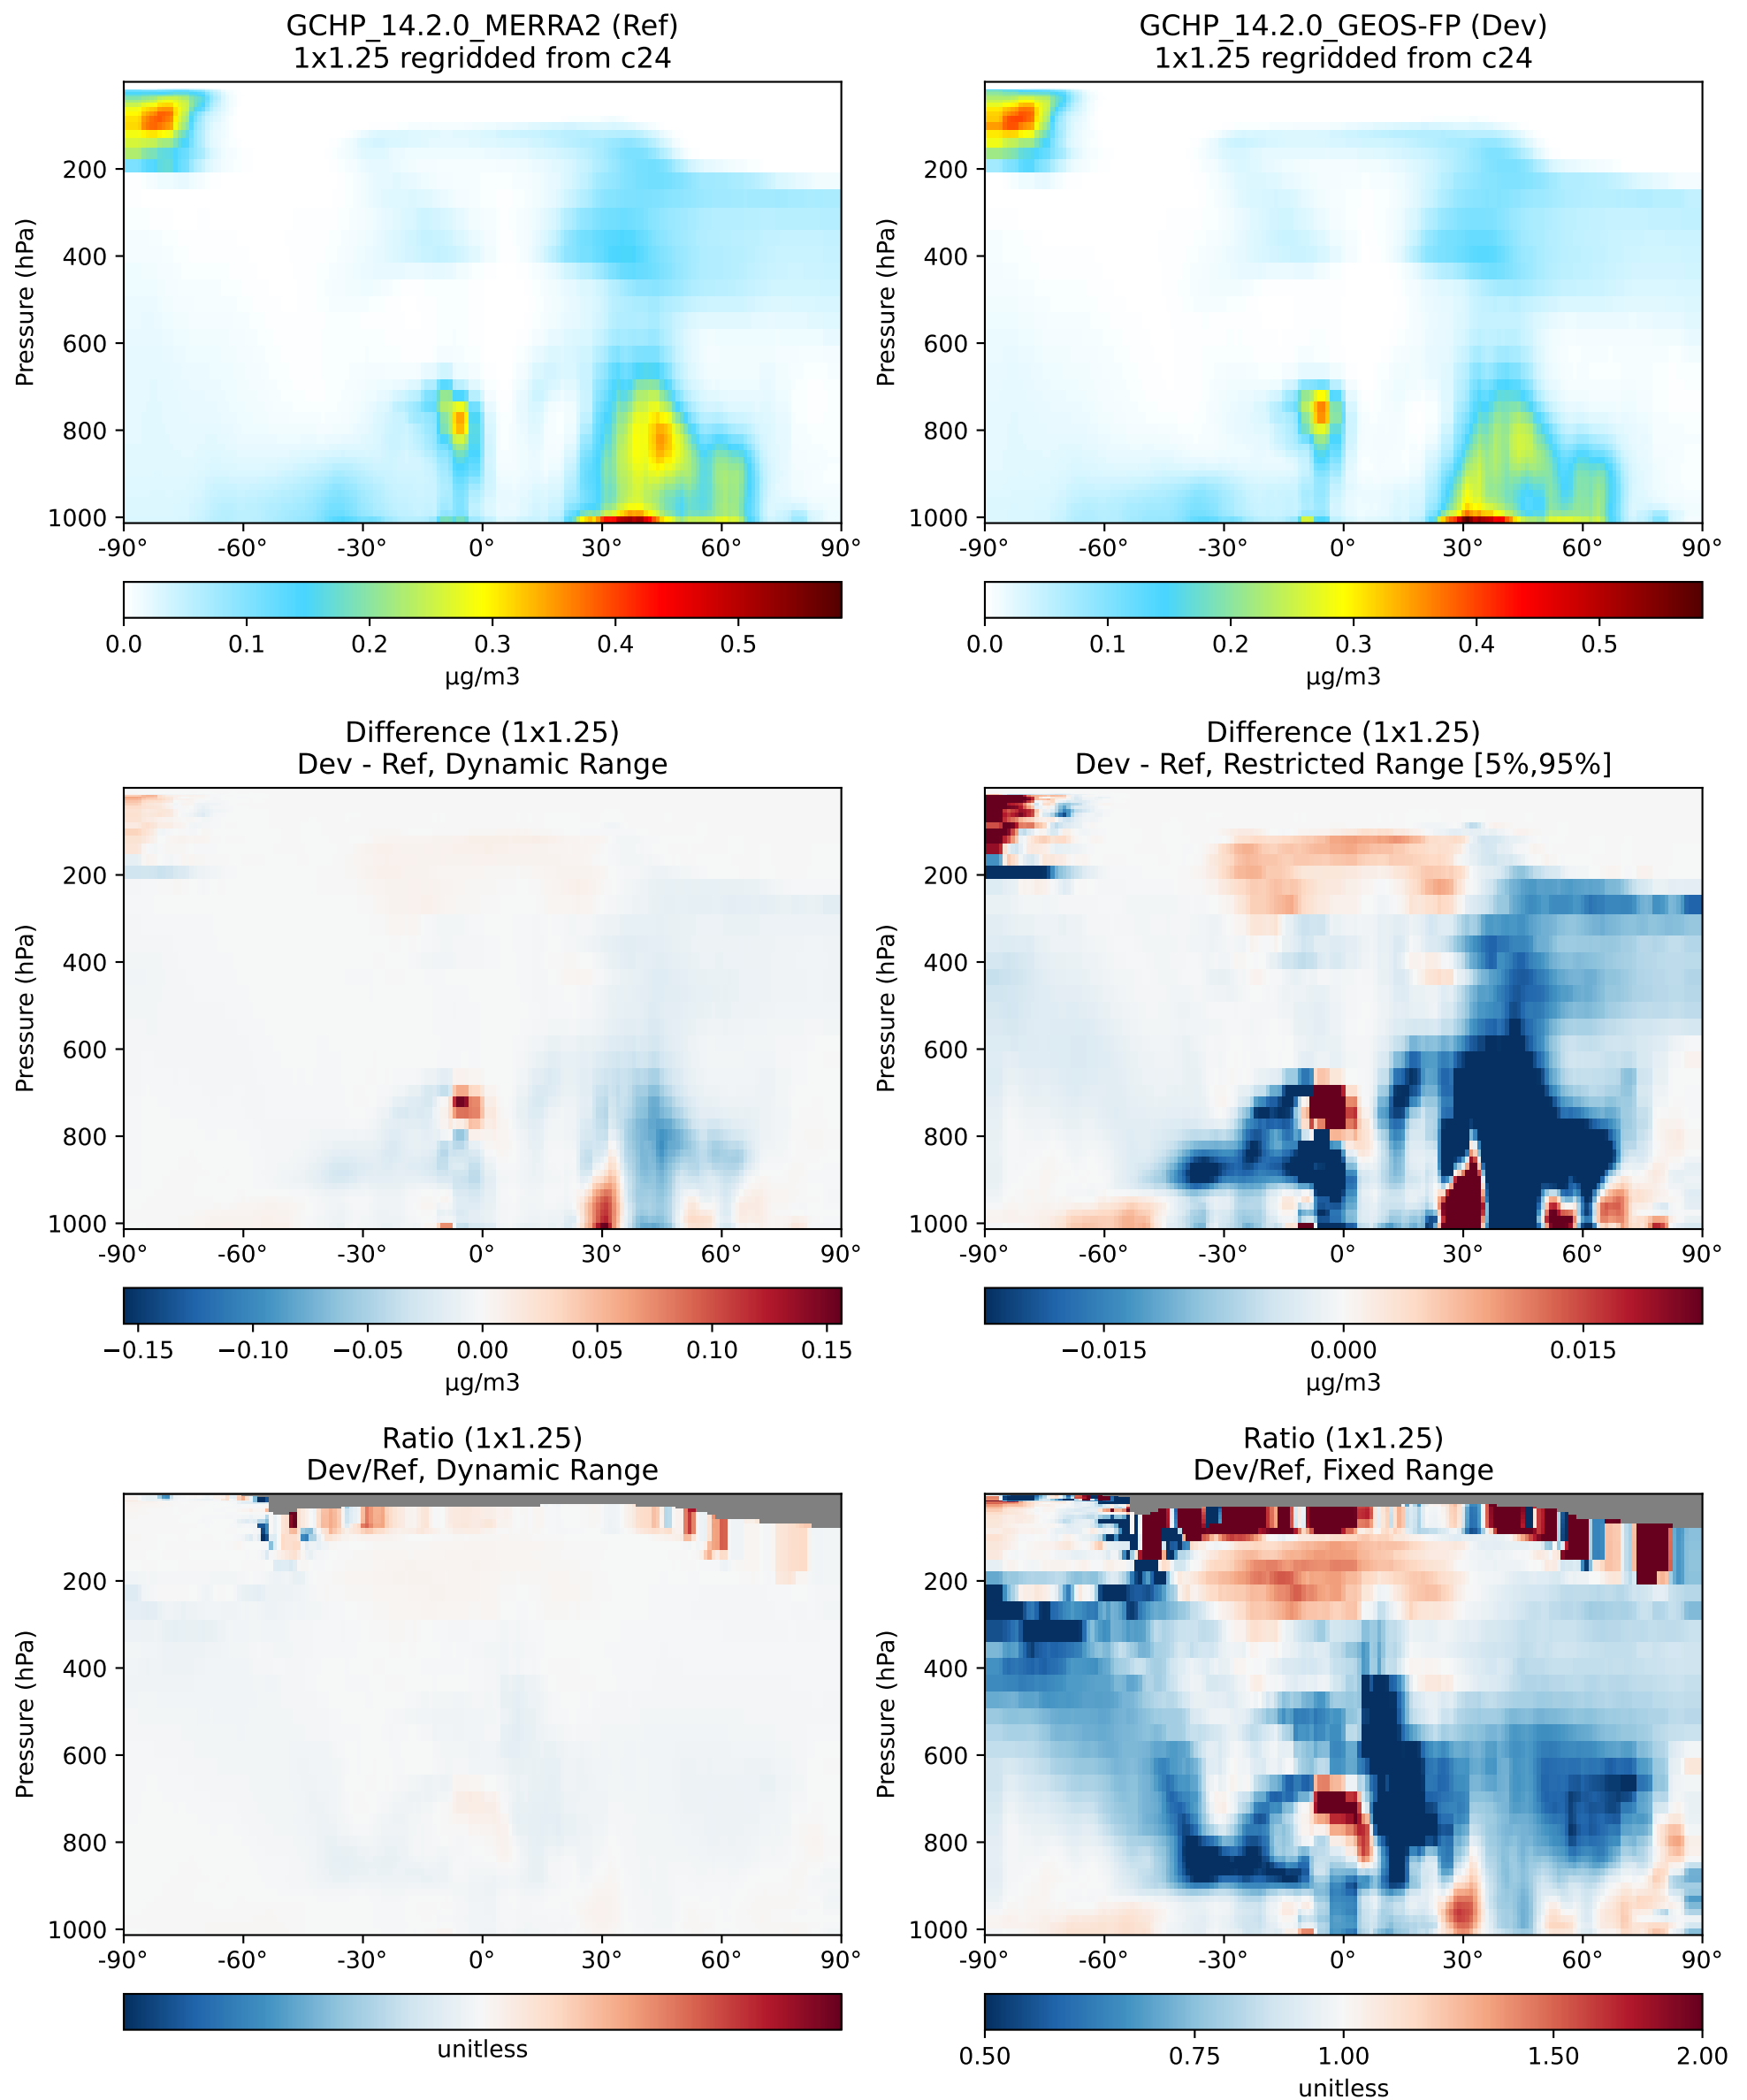 GCHP_14.2.0_MERRA2 (Ref)
1x1.25 regridded from c24
Pressure (hPa)
200
400
600
800
1000
-90° -60° -30° 0° 30° 60° 90°
0.0 0.1 0.2 0.3 0.4 0.5
μg/m3
GCHP_14.2.0_GEOS-FP (Dev)
1x1.25 regridded from c24
Pressure (hPa)
200
400
600
800
1000
-90° -60° -30° 0° 30° 60° 90°
0.0 0.1 0.2 0.3 0.4 0.5
μg/m3
Difference (1x1.25)
Dev - Ref, Dynamic Range
Pressure (hPa)
200
400
600
800
1000
-90° -60° -30° 0° 30° 60° 90°
−0.15 −0.10 −0.05 0.00 0.05 0.10 0.15
μg/m3
Difference (1x1.25)
Dev - Ref, Restricted Range [5%,95%]
Pressure (hPa)
200
400
600
800
1000
-90° -60° -30° 0° 30° 60° 90°
−0.015 0.000 0.015
μg/m3
Ratio (1x1.25)
Dev/Ref, Dynamic Range
Pressure (hPa)
200
400
600
800
1000
-90° -60° -30° 0° 30° 60° 90°
unitless
Ratio (1x1.25)
Dev/Ref, Fixed Range
Pressure (hPa)
200
400
600
800
1000
-90° -60° -30° 0° 30° 60° 90°
0.50 0.75 1.00 1.50 2.00
unitless